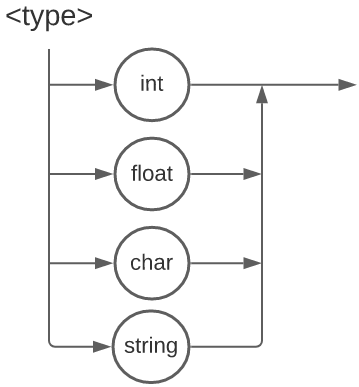 <type>
int
float
char
string